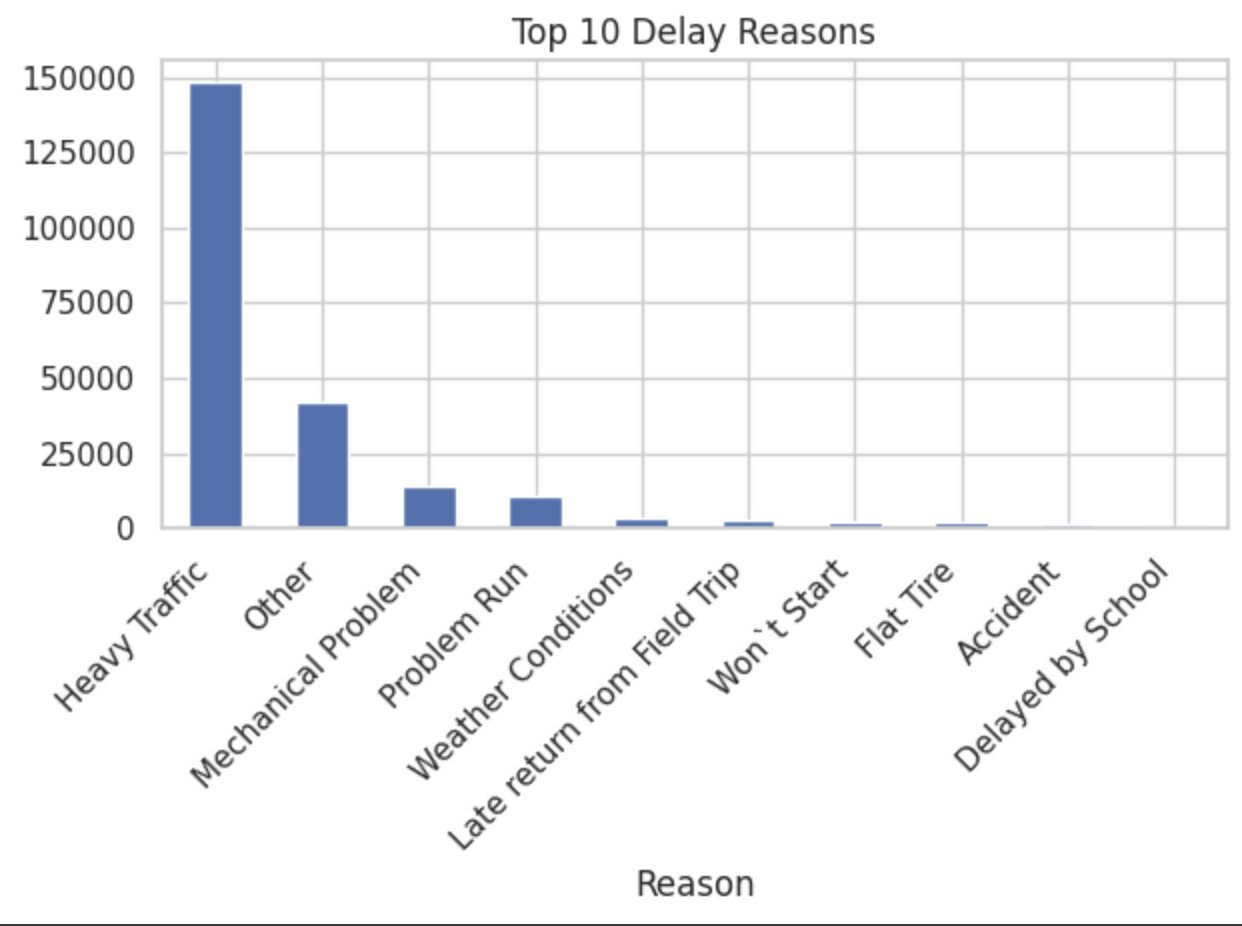 Top 10 Delay Reasons
150000
125000
100000
75000
50000
25000
0
Heavy Traffic
Other
Mechanical Problem
Problem Run
Weather Conditions
Late return from Field Trip
Won`t Start
Flat Tire
Accident
Delayed by School
Reason